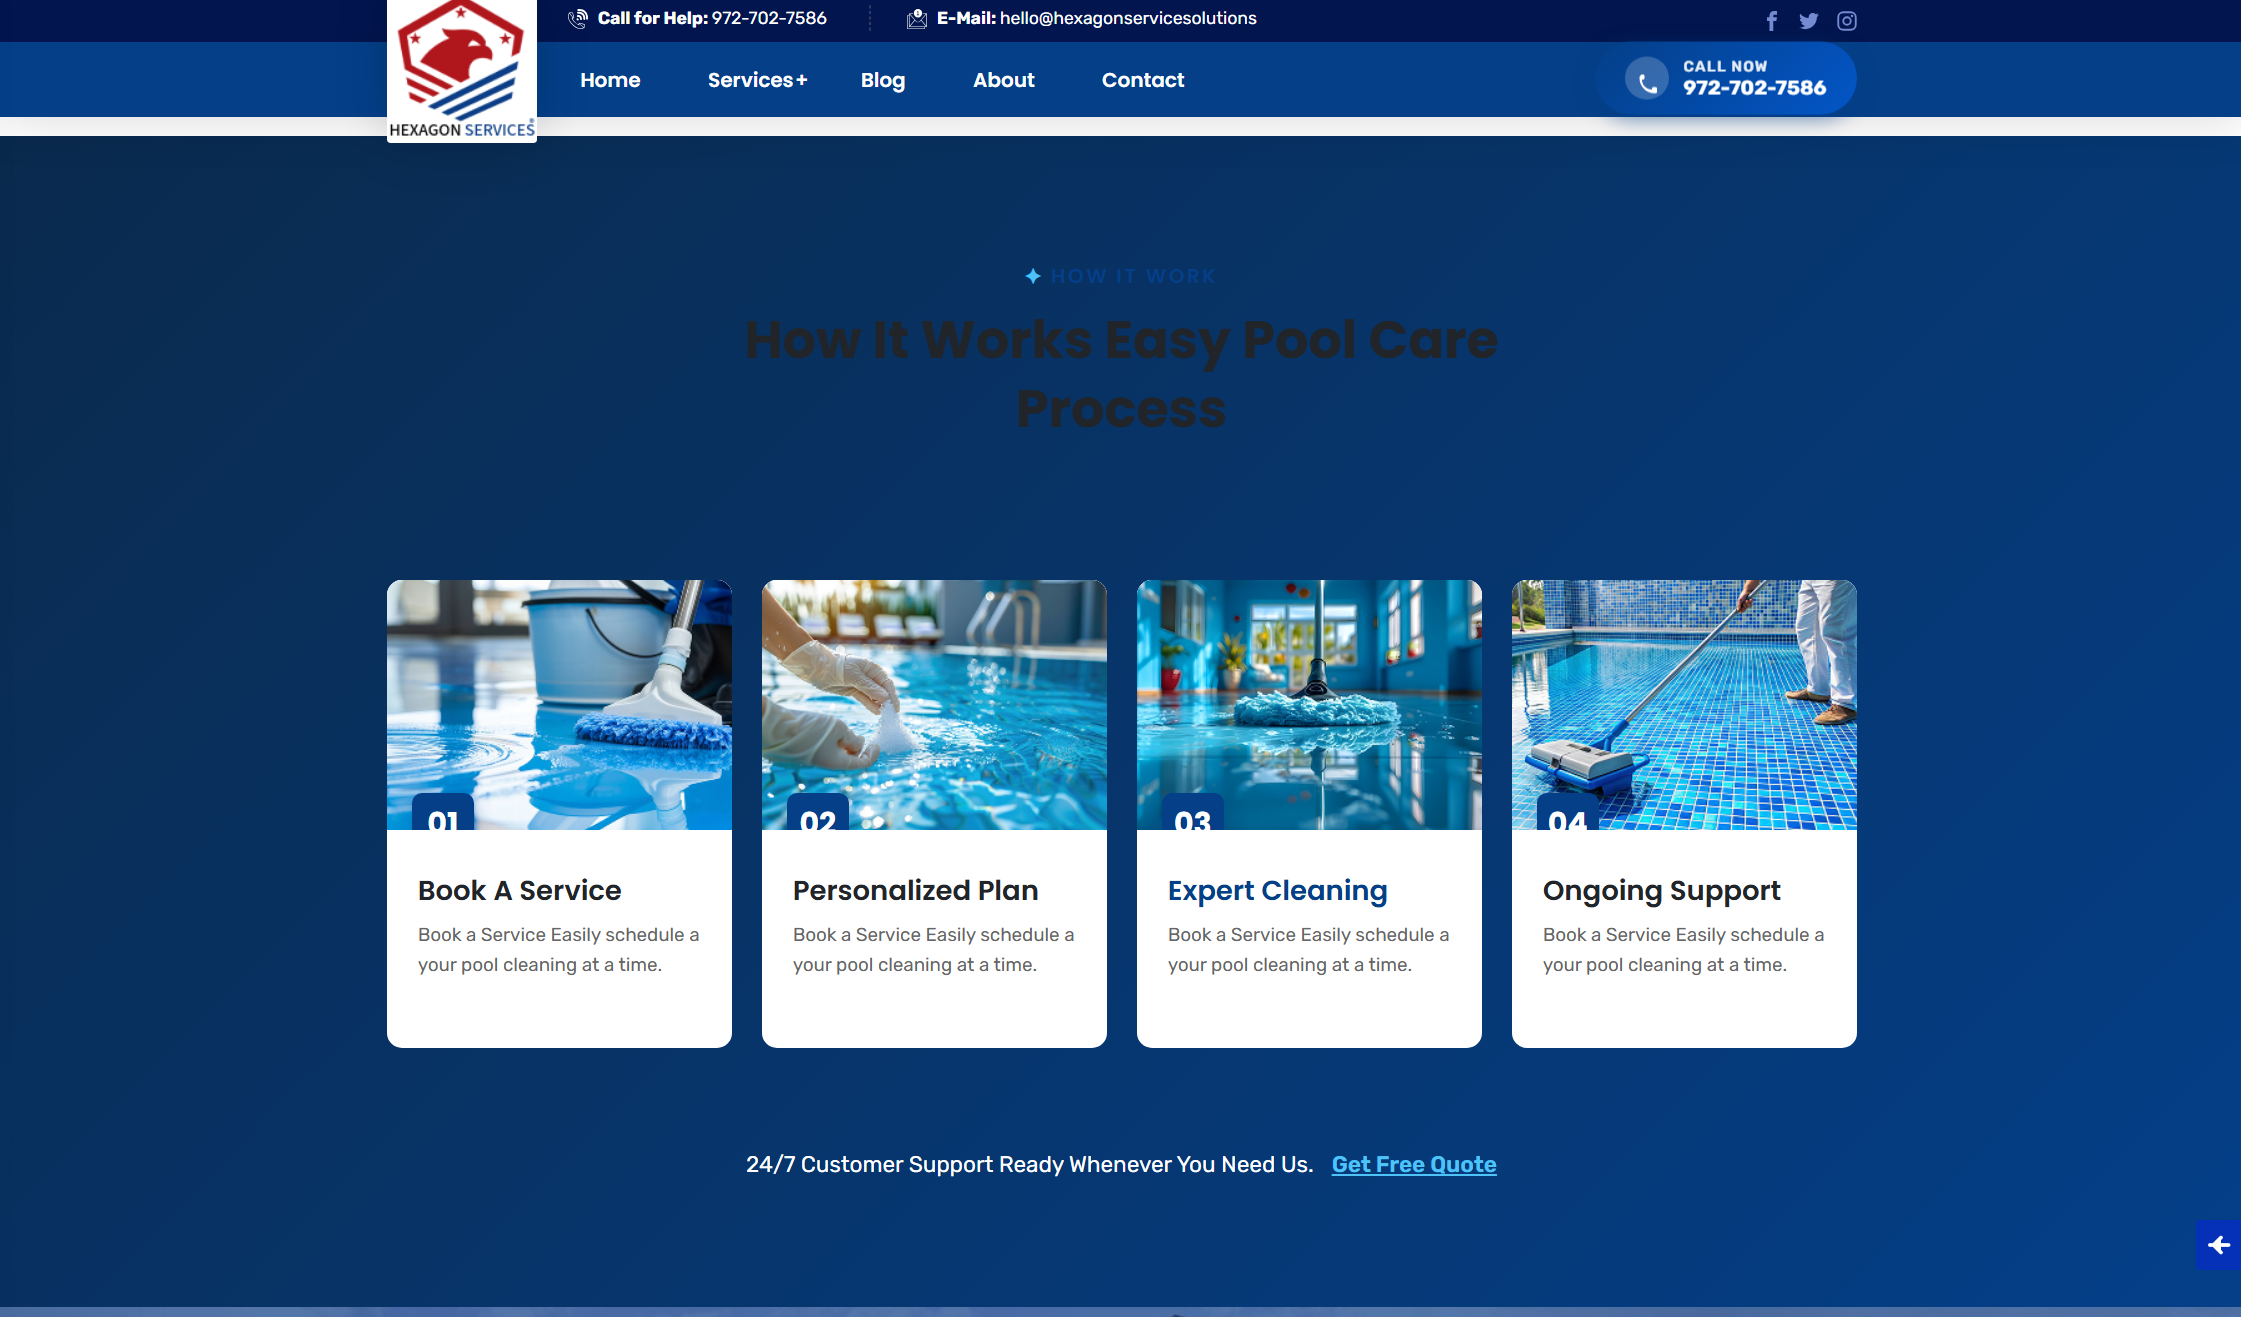 Call for Help: 972-702-7586
E-Mail: hello@hexagonservicesolutions
HEXAGON SERVICES
Home
Services+
Blog
About
Contact
CALL NOW
972-702-7586
HOW IT WORK
How It Works Easy Pool Care
Process
01
02
03
04
Book A Service
Book a Service Easily schedule a
your pool cleaning at a time.
Personalized Plan
Book a Service Easily schedule a
your pool cleaning at a time.
Expert Cleaning
Book a Service Easily schedule a
your pool cleaning at a time.
Ongoing Support
Book a Service Easily schedule a
your pool cleaning at a time.
24/7 Customer Support Ready Whenever You Need Us. Get Free Quote